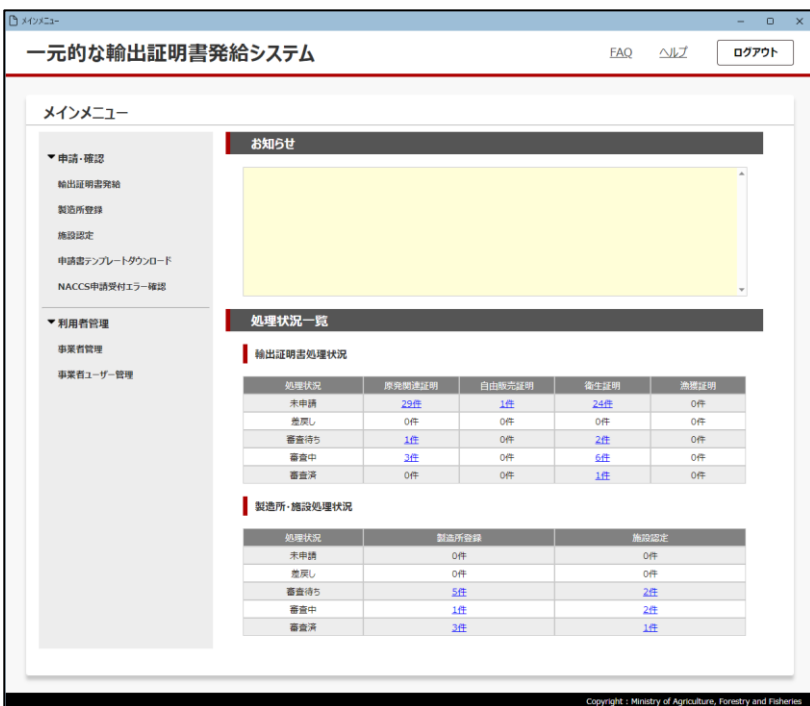 メインメニュー
一元的な輸出証明書発給システム FAQ ヘルプ ログアウト
メインメニュー
▼申請・確認
輸出証明書発給
製造所登録
施設認定
申請書テンプレートダウンロード
NACCS申請受付エラー確認
▼利用者管理
事業者管理
事業者ユーザー管理
お知らせ
処理状況一覧
輸出証明書処理状況
処理状況 原発関連証明 自由販売証明 衛生証明 漁獲証明
未申請 29件 1件 24件 0件
差戻し 0件 0件 0件 0件
審査待ち 1件 0件 2件 0件
審査中 3件 0件 6件 0件
審査済 0件 0件 1件 0件
製造所・施設処理状況
処理状況 製造所登録 施設認定
未申請 0件 0件
差戻し 0件 0件
審査待ち 5件 2件
審査中 1件 2件
審査済 3件 1件
Copyright : Ministry of Agriculture, Forestry and Fisheries